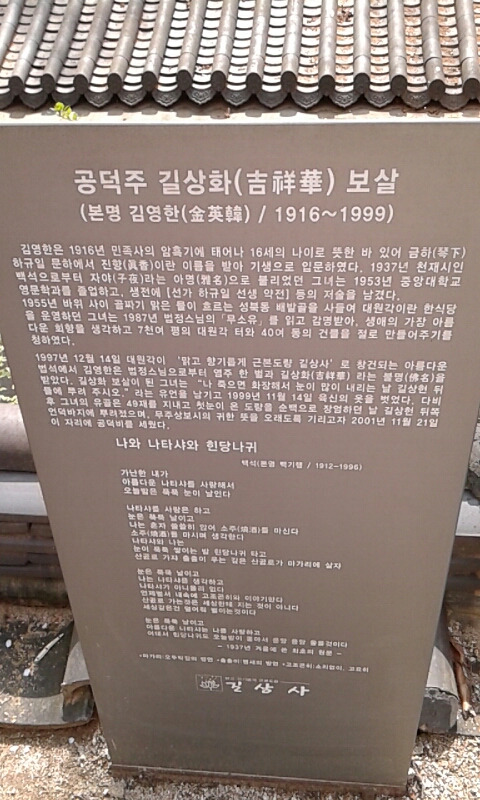 공덕주 길상화(吉祥華) 보살
(본명 김영한(金英韓) / 1916~1999)
김영한은 1916년 민족사의 암흑기에 태어나 16세의 나이로 뜻한 바 있어 금하(琴下)
하규일 문하에서 진향(眞香)이란 이름을 받아 기생으로 입문하였다. 1937년 천재시인
백석으로부터 자야(子夜)라는 아명(雅名)으로 불리었던 그녀는 1953년 중앙대학교
영문학과를 졸업하고, 생전에 [선가 하규일 선생 약전] 등의 저술을 남겼다.
1955년 바위 사이 골짜기 맑은 물이 흐르는 성북동 배밭골을 사들여 대원각이란 한식당
을 운영하던 그녀는 1987년 법정스님의 「무소유」를 읽고 감명받아, 생애의 가장 아름
다운 회향을 생각하고 7천여 평의 대원각 터와 40여 동의 건물을 절로 만들어주기를
청하였다.
1997년 12월 14일 대원각이 '맑고 향기롭게 근본도량 길상사'로 창건되는 아름다운
법석에서 김영한은 법정스님으로부터 염주 한 벌과 길상화(吉祥華) 라는 불명(佛名)을
받았다. 길상화 보살이 된 그녀는 "나 죽으면 화장해서 눈이 많이 내리는 날 길상헌 뒤
뜰에 뿌려 주시오." 라는 유언을 남기고 1999년 11월 14일 육신의 옷을 벗었다. 다비
후 그녀의 유골은 49재를 지내고 첫눈이 온 도량을 순백으로 장엄하던 날 길상헌 뒤쪽
언덕바지에 뿌려졌으며, 무주상보시의 귀한 뜻을 오래도록 기리고자 2001년 11월 21일
이 자리에 공덕비를 세웠다.
나와 나타샤와 흰당나귀
백석(본명 백기행 / 1912~1996)
가난한 내가
아름다운 나타샤를 사랑해서
오늘밤은 푹푹 눈이 나린다
나타샤를 사랑은 하고
눈은 푹푹 날리고
나는 혼자 쓸쓸히 앉어 소주(燒酒)를 마신다
소주(燒酒)를 마시며 생각한다
나타샤와 나는
눈이 푹푹 쌓이는 밤 흰당나귀 타고
산골로 가쟈 출출이 우는 깊은 산골로가 마가리에 살쟈
눈은 푹푹 날리고
나는 나타샤를 생각하고
나타샤가 아니올리 없다
언제벌서 내속에 고조곤히와 이야기한다
산골로 가는것은 세상한테 지는 것이 아니다
세상같은건 더러워 벌이는것이다
눈은 푹푹 날리고
아름다운 나타샤는 나를 사랑하고
어데서 흰당나귀도 오늘밤이 좋아서 응앙 응앙 울을것이다
- 1937년 겨울에 쓴 최초의 원문 -
*마가리:오두막집의 방언 *출출이:뱁새의 방언 *고조곤히:소리없이, 고요히
길상사